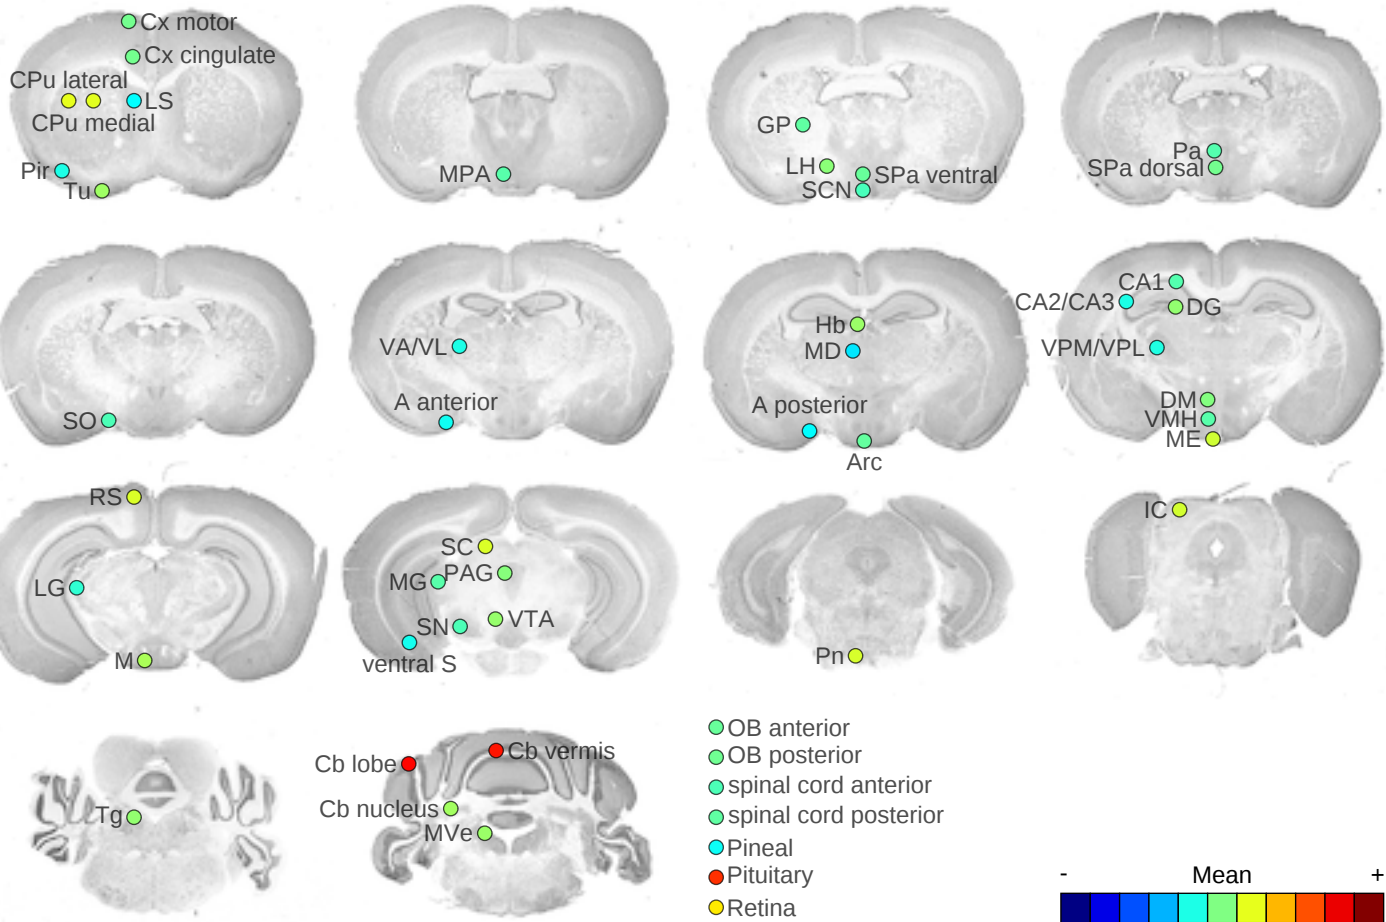 Cx motor
Cx cingulate
CPu lateral
LS
CPu medial
Pir
Tu
MPA
GP
LH
SPa ventral
SCN
Pa
SPa dorsal
SO
VA/VL
A anterior
Hb
MD
A posterior
Arc
CA1
CA2/CA3
DG
VPM/VPL
DM
VMH
ME
RS
LG
M
SC
PAG
MG
VTA
SN
ventral S
Pn
IC
Tg
Cb lobe
Cb vermis
Cb nucleus
MVe
OB anterior
OB posterior
spinal cord anterior
spinal cord posterior
Pineal
Pituitary
Retina
- Mean +